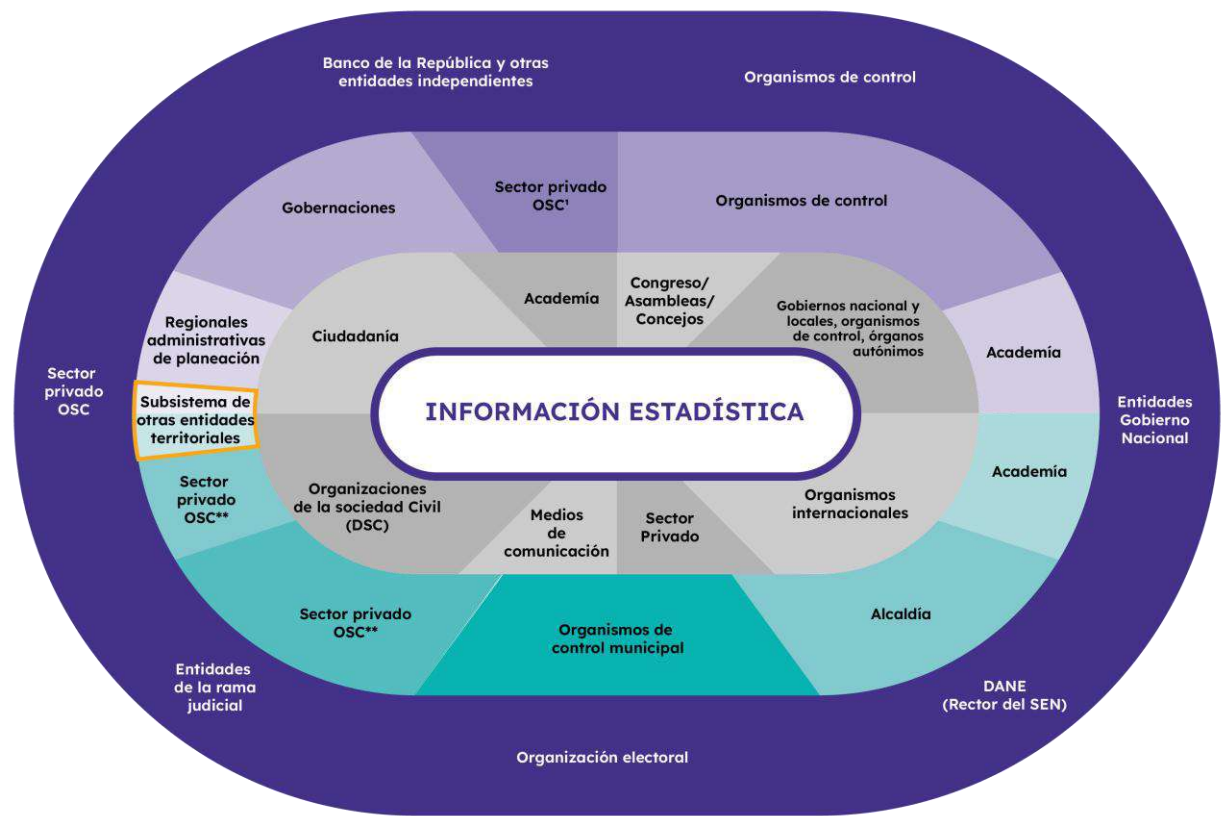 Banco de la República y otras
entidades independientes
Organismos de control
Sector privado
OSC¹
Organismos de control
Gobernaciones
Academía
Congreso/
Asambleas/
Concejos
Gobiernos nacional y
locales, organismos
de control, órganos
autónimos
Ciudadanía
Regionales
administrativas
de planeación
Academía
Sector
privado
OSC
Subsistema de
otras entidades
territoriales
INFORMACIÓN ESTADÍSTICA
Entidades
Gobierno
Nacional
Sector
privado
OSC**
Organizaciones
de la sociedad Civil
(DSC)
Medios
de
comunicación
Sector
Privado
Organismos
internacionales
Academía
Sector privado
OSC**
Organismos de
control municipal
Alcaldía
Entidades
de la rama
judicial
DANE
(Rector del SEN)
Organización electoral